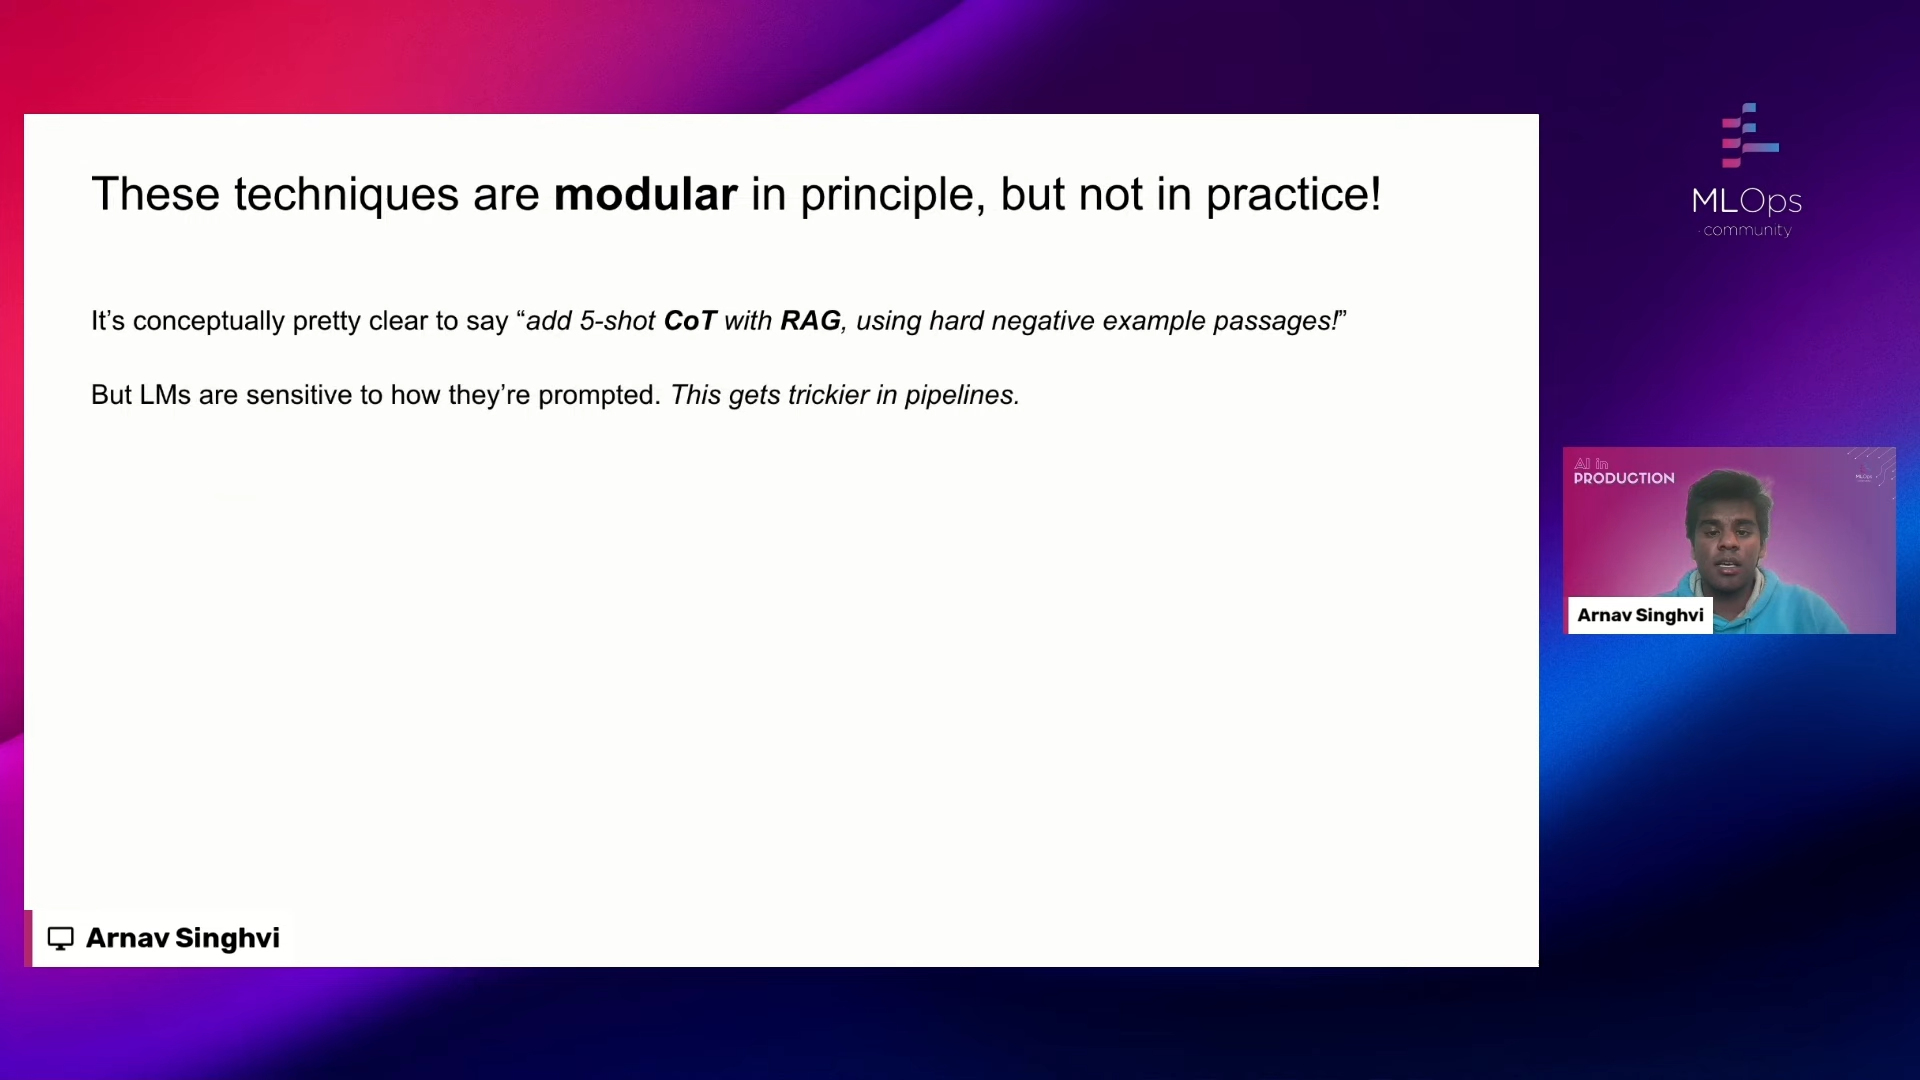 These techniques are modular in principle, but not in practice!
It’s conceptually pretty clear to say “add 5-shot CoT with RAG, using hard negative example passages!”
But LMs are sensitive to how they’re prompted. This gets trickier in pipelines.
Arnav Singhvi
MLOps
community
AI in
PRODUCTION
MLOps
Arnav Singhvi